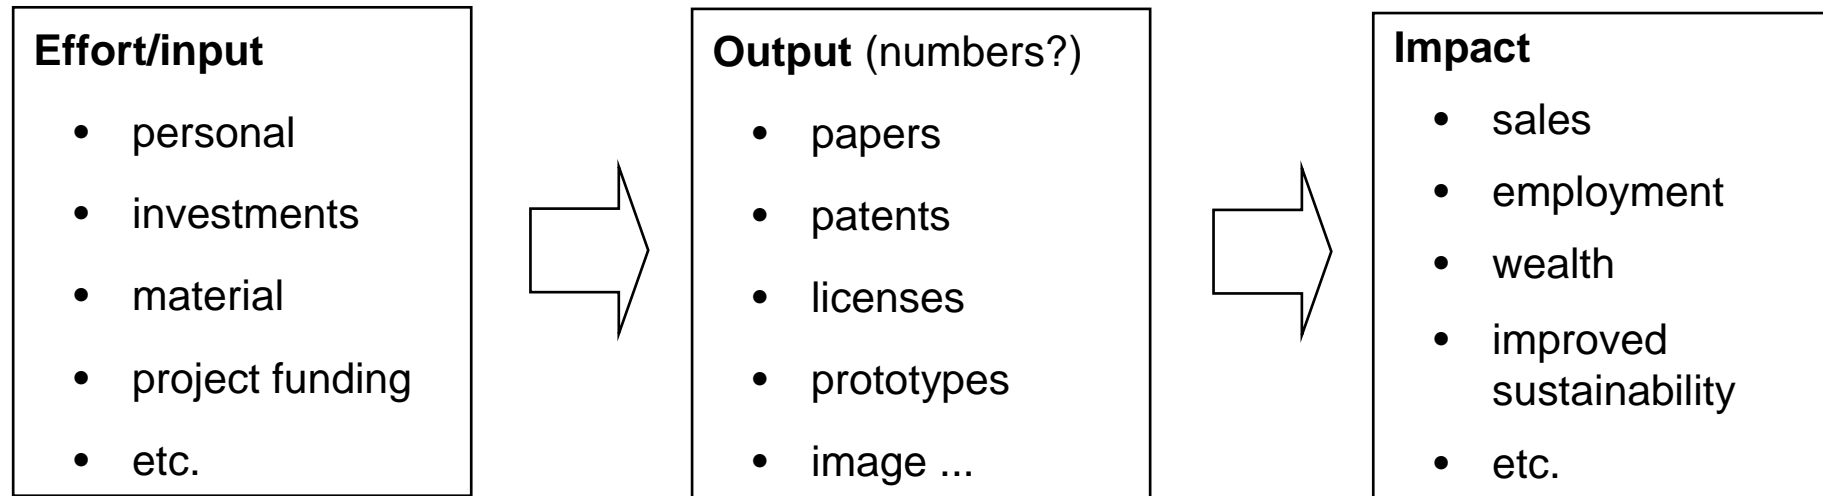 Effort/input
• personal
• investments
• material
• project funding
• etc.
Output (numbers?)
• papers
• patents
• licenses
• prototypes
• image ...
Impact
• sales
• employment
• wealth
• improved
sustainability
• etc.